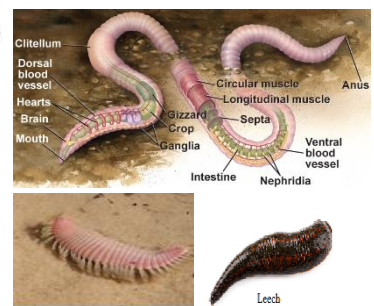 Clitellum
Dorsal
blood
vessel
Hearts
Brain
Mouth
Gizzard
Crop
Ganglia
Circular muscle
Longitudinal muscle
Septa
Anus
Ventral
blood
vessel
Intestine
Nephridia
Leech